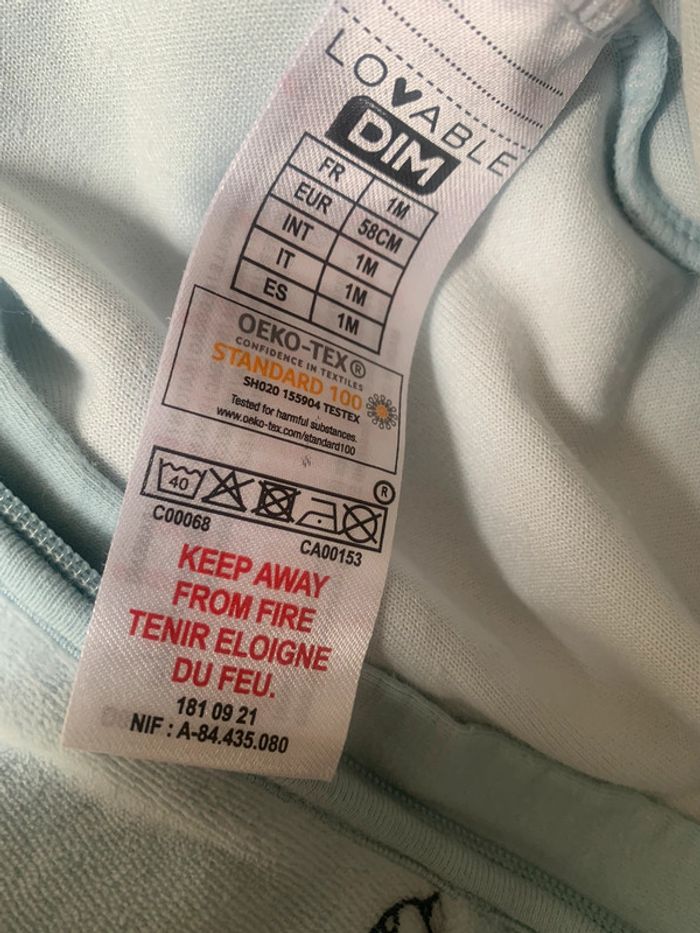 LOVABLE
DIM
FR 1M
EUR 58CM
INT 1M
IT 1M
ES 1M
OEKO-TEX®
CONFIDENCE IN TEXTILES
STANDARD 100
SH020 155904 TESTEX
Tested for harmful substances.
www.oeko-tex.com/standard100
40
®
C00068 CA00153
KEEP AWAY
FROM FIRE
TENIR ELOIGNE
DU FEU.
181 09 21
NIF : A-84.435.080